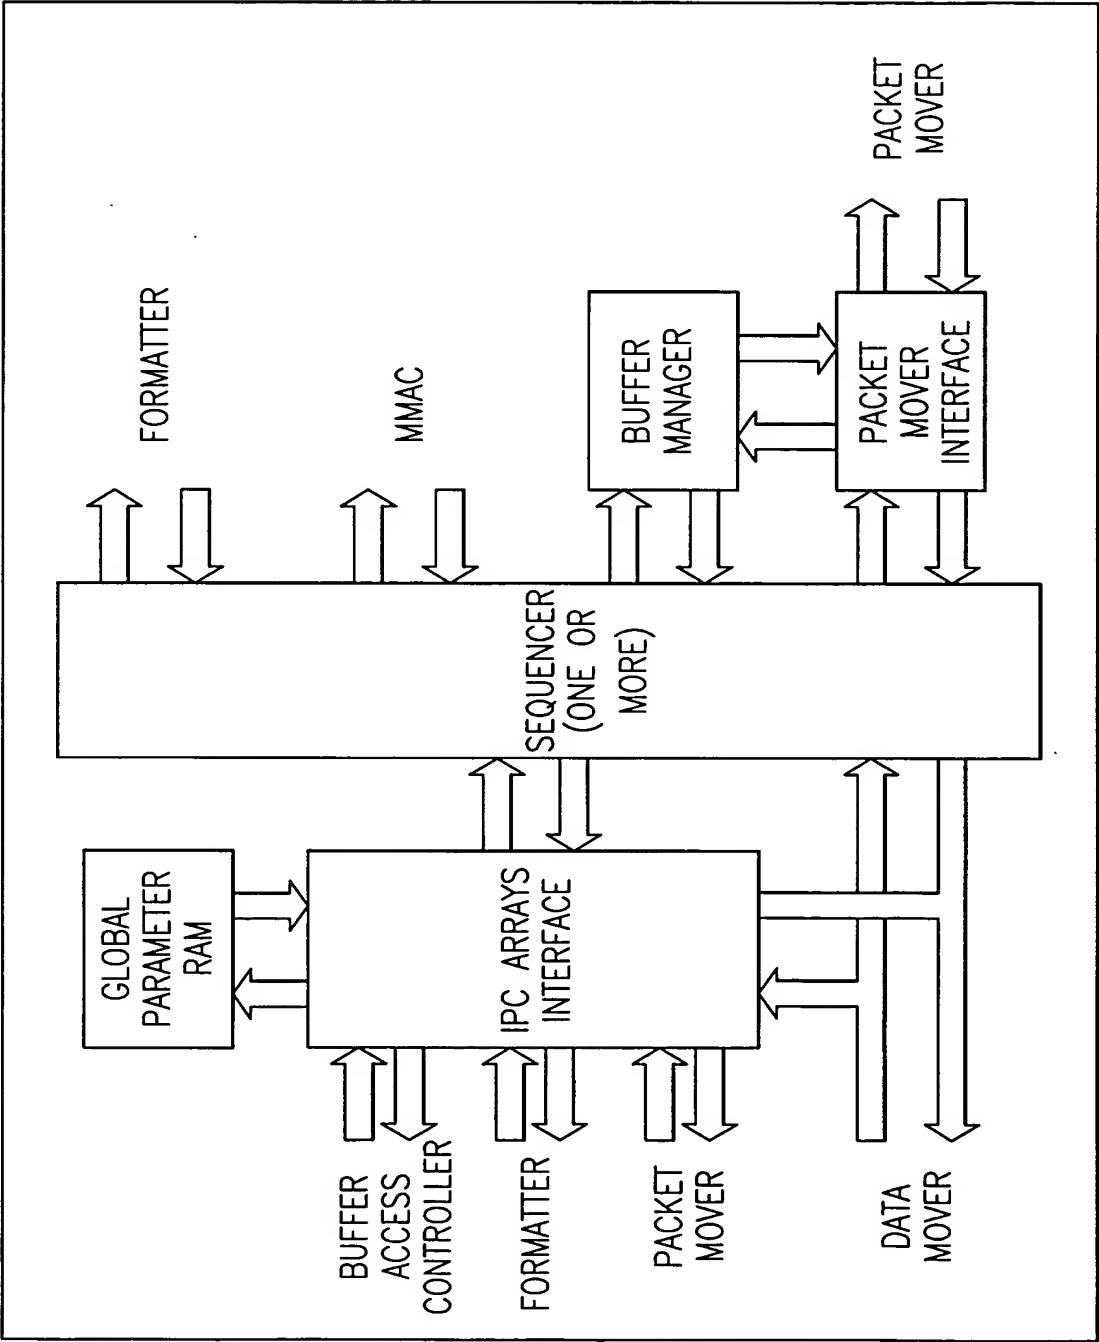 FORMATTER
MMAC
PACKET
MOVER
BUFFER
MANAGER
PACKET
MOVER
INTERFACE
SEQUENCER
(ONE OR
MORE)
GLOBAL
PARAMETER
RAM
IPC ARRAYS
INTERFACE
BUFFER
ACCESS
CONTROLLER
FORMATTER
PACKET
MOVER
DATA
MOVER